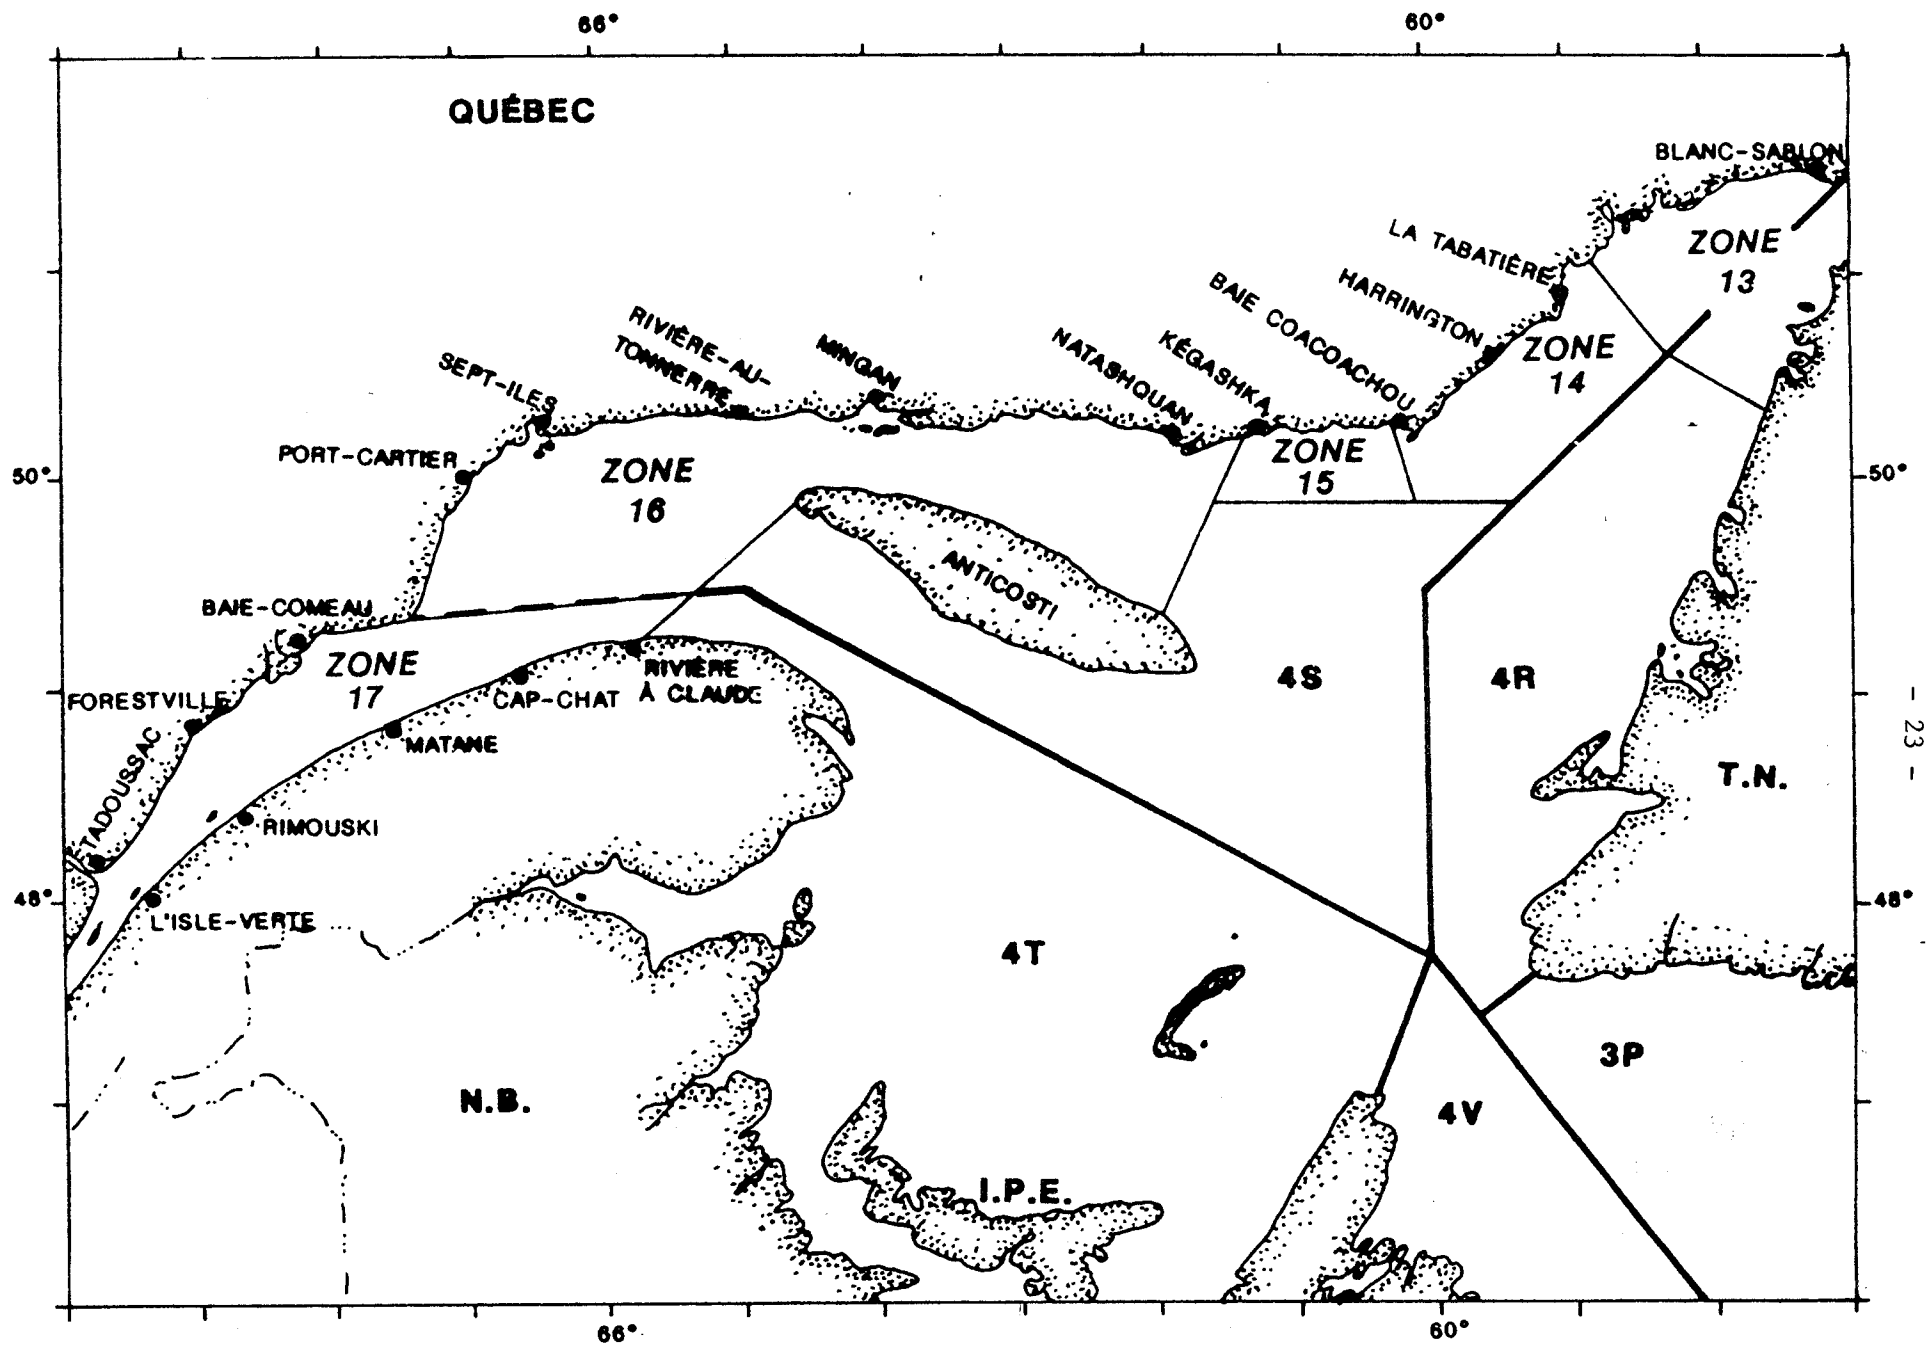 66°
60°
QUÉBEC
BLANC-SABLON
LA TABATIÈRE
ZONE
13
HARRINGTON
BAIE COACOACHOU
KÉGASHKA
NATASHQUAN
MINGAN
RIVIÈRE-AU-
TONNERRE
SEPT-ILES
ZONE
14
PORT-CARTIER
50°
ZONE
16
ZONE
15
50°
ANTICOSTI
BAIE-COMEAU
ZONE
17
RIVIÈRE
À CLAUDE
CAP-CHAT
4S
4R
FORESTVILLE
MATANE
- 23 -
TADOUSSAC
T.N.
RIMOUSKI
48°
48°
L'ISLE-VERTE
4T
3P
N.B.
4V
I.P.E.
66°
60°